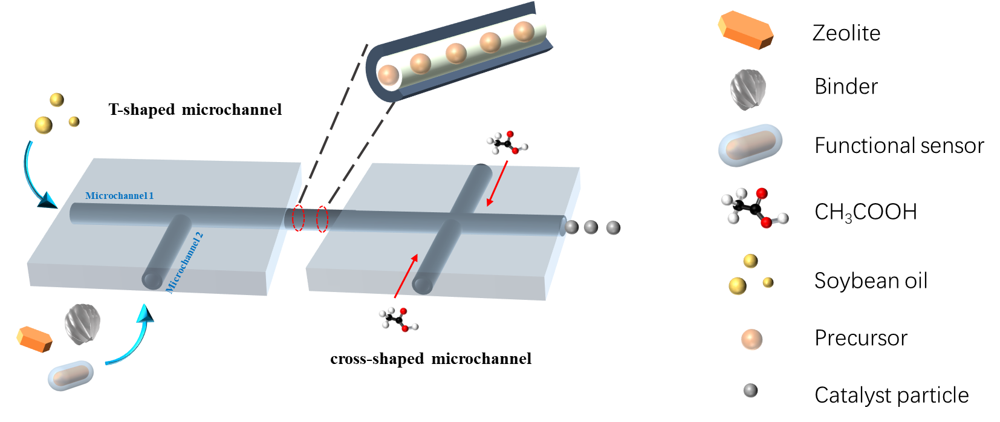 T-shaped microchannel
Microchannel 1
Microchannel 2
cross-shaped microchannel
Zeolite
Binder
Functional sensor
CH₃COOH
Soybean oil
Precursor
Catalyst particle